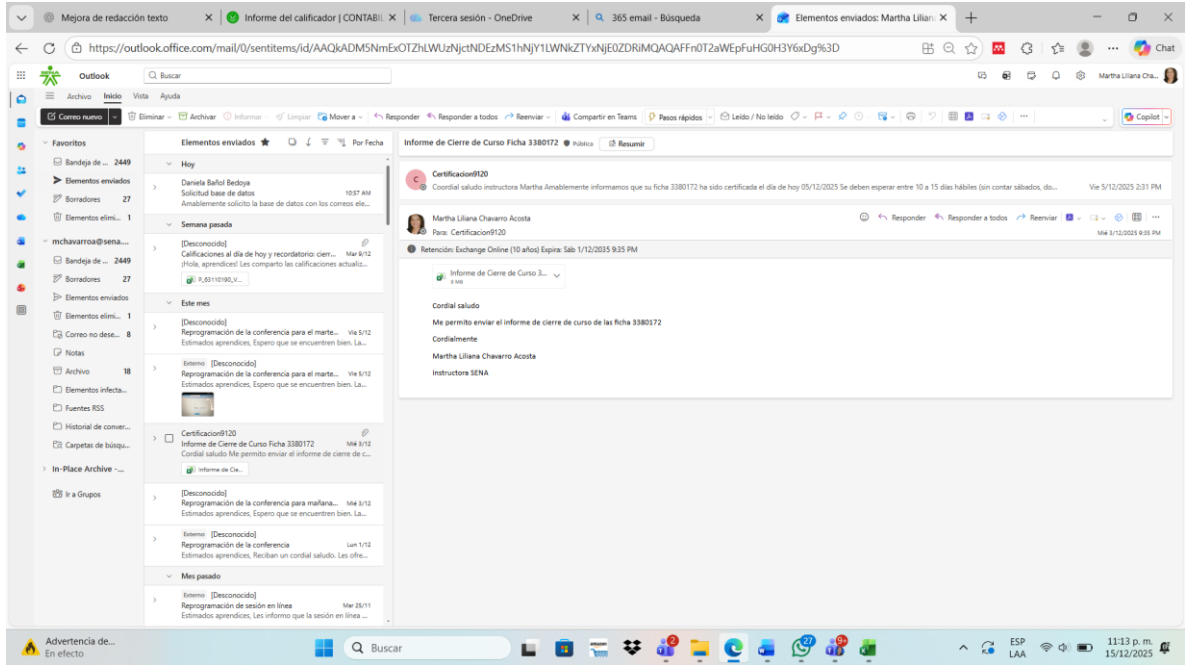 Mejora de redacción texto
Informe del calificador | CONTABIL
Tercera sesión - OneDrive
365 email - Búsqueda
Elementos enviados: Martha Lilian
https://outlook.office.com/mail/0/sentitems/id/
Chat
SENA
Outlook
Buscar
Martha Liliana Cha...
Archivo Inicio Vista Ayuda
Correo nuevo
Eliminar
Archivar
Informar
Limpiar
Mover a
Responder
Responder a todos
Reenviar
Compartir en Teams
Pasos rápidos
Leído / No leído
Copilot
Favoritos
Bandeja de ... 2449
Elementos enviados
Borradores 27
Elementos elimi... 1
mchavarroa@sena....
Bandeja de ... 2449
Borradores 27
Elementos enviados
Elementos elimi... 1
Correo no dese... 8
Notas
Archivo 18
Elementos infecta...
Fuentes RSS
Historial de conver...
Carpetas de búsqu...
In-Place Archive -...
Ir a Grupos
Elementos enviados
Por Fecha
Hoy
Daniela Bañol Bedoya
Solicitud base de datos 10:57 AM
Amablemente solicito la base de datos con los correos ele...
Semana pasada
[Desconocido]
Calificaciones al día de hoy y recordatorio: cierr... Mar 9/12
¡Hola, aprendices! Les comparto las calificaciones actualiz...
P_63110190_V...
Este mes
[Desconocido]
Reprogramación de la conferencia para el marte... Vie 5/12
Estimados aprendices, Espero que se encuentren bien. La...
Externo [Desconocido]
Reprogramación de la conferencia para el marte... Vie 5/12
Estimados aprendices, Espero que se encuentren bien. La...
Certificacion9120
Informe de Cierre de Curso Ficha 3380172 Mié 3/12
Cordial saludo Me permito enviar el informe de cierre de c...
Informe de Cie...
[Desconocido]
Reprogramación de la conferencia para mañana... Mié 3/12
Estimados aprendices, Espero que se encuentren bien. La...
Externo [Desconocido]
Reprogramación de la conferencia Lun 1/12
Estimados aprendices, Reciban un cordial saludo. Les ofre...
Mes pasado
Externo [Desconocido]
Reprogramación de sesión en línea Mar 25/11
Estimados aprendices, Les informo que la sesión en línea ...
Informe de Cierre de Curso Ficha 3380172 Pública Resumir
C
Certificacion9120
Coordial saludo instructora Martha Amablemente informamos que su ficha 3380172 ha sido certificada el día de hoy 05/12/2025 Se deben esperar entre 10 a 15 días hábiles (sin contar sábados, do... Vie 5/12/2025 2:31 PM
Martha Liliana Chavarro Acosta
Responder Responder a todos Reenviar
Para: Certificacion9120
Mié 3/12/2025 9:35 PM
Retención: Exchange Online (10 años) Expira: Sáb 1/12/2035 9:35 PM
Informe de Cierre de Curso 3...
3 MB
Cordial saludo
Me permito enviar el informe de cierre de curso de las ficha 3380172
Cordialmente
Martha Liliana Chavarro Acosta
Instructora SENA
Advertencia de...
En efecto
Buscar
2
27
9+
ESP
LAA
11:13 p. m.
15/12/2025